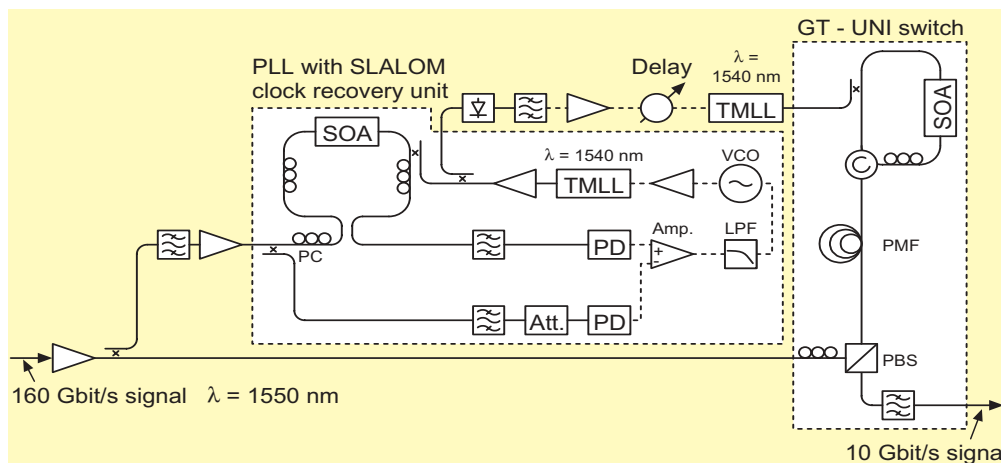 GT - UNI switch
PLL with SLALOM
clock recovery unit
Delay
λ =
1540 nm
TMLL
SOA
SOA
λ = 1540 nm
TMLL
VCO
PC
PD
Amp.
+
-
LPF
PMF
Att.
PD
PBS
160 Gbit/s signal λ = 1550 nm
10 Gbit/s signa